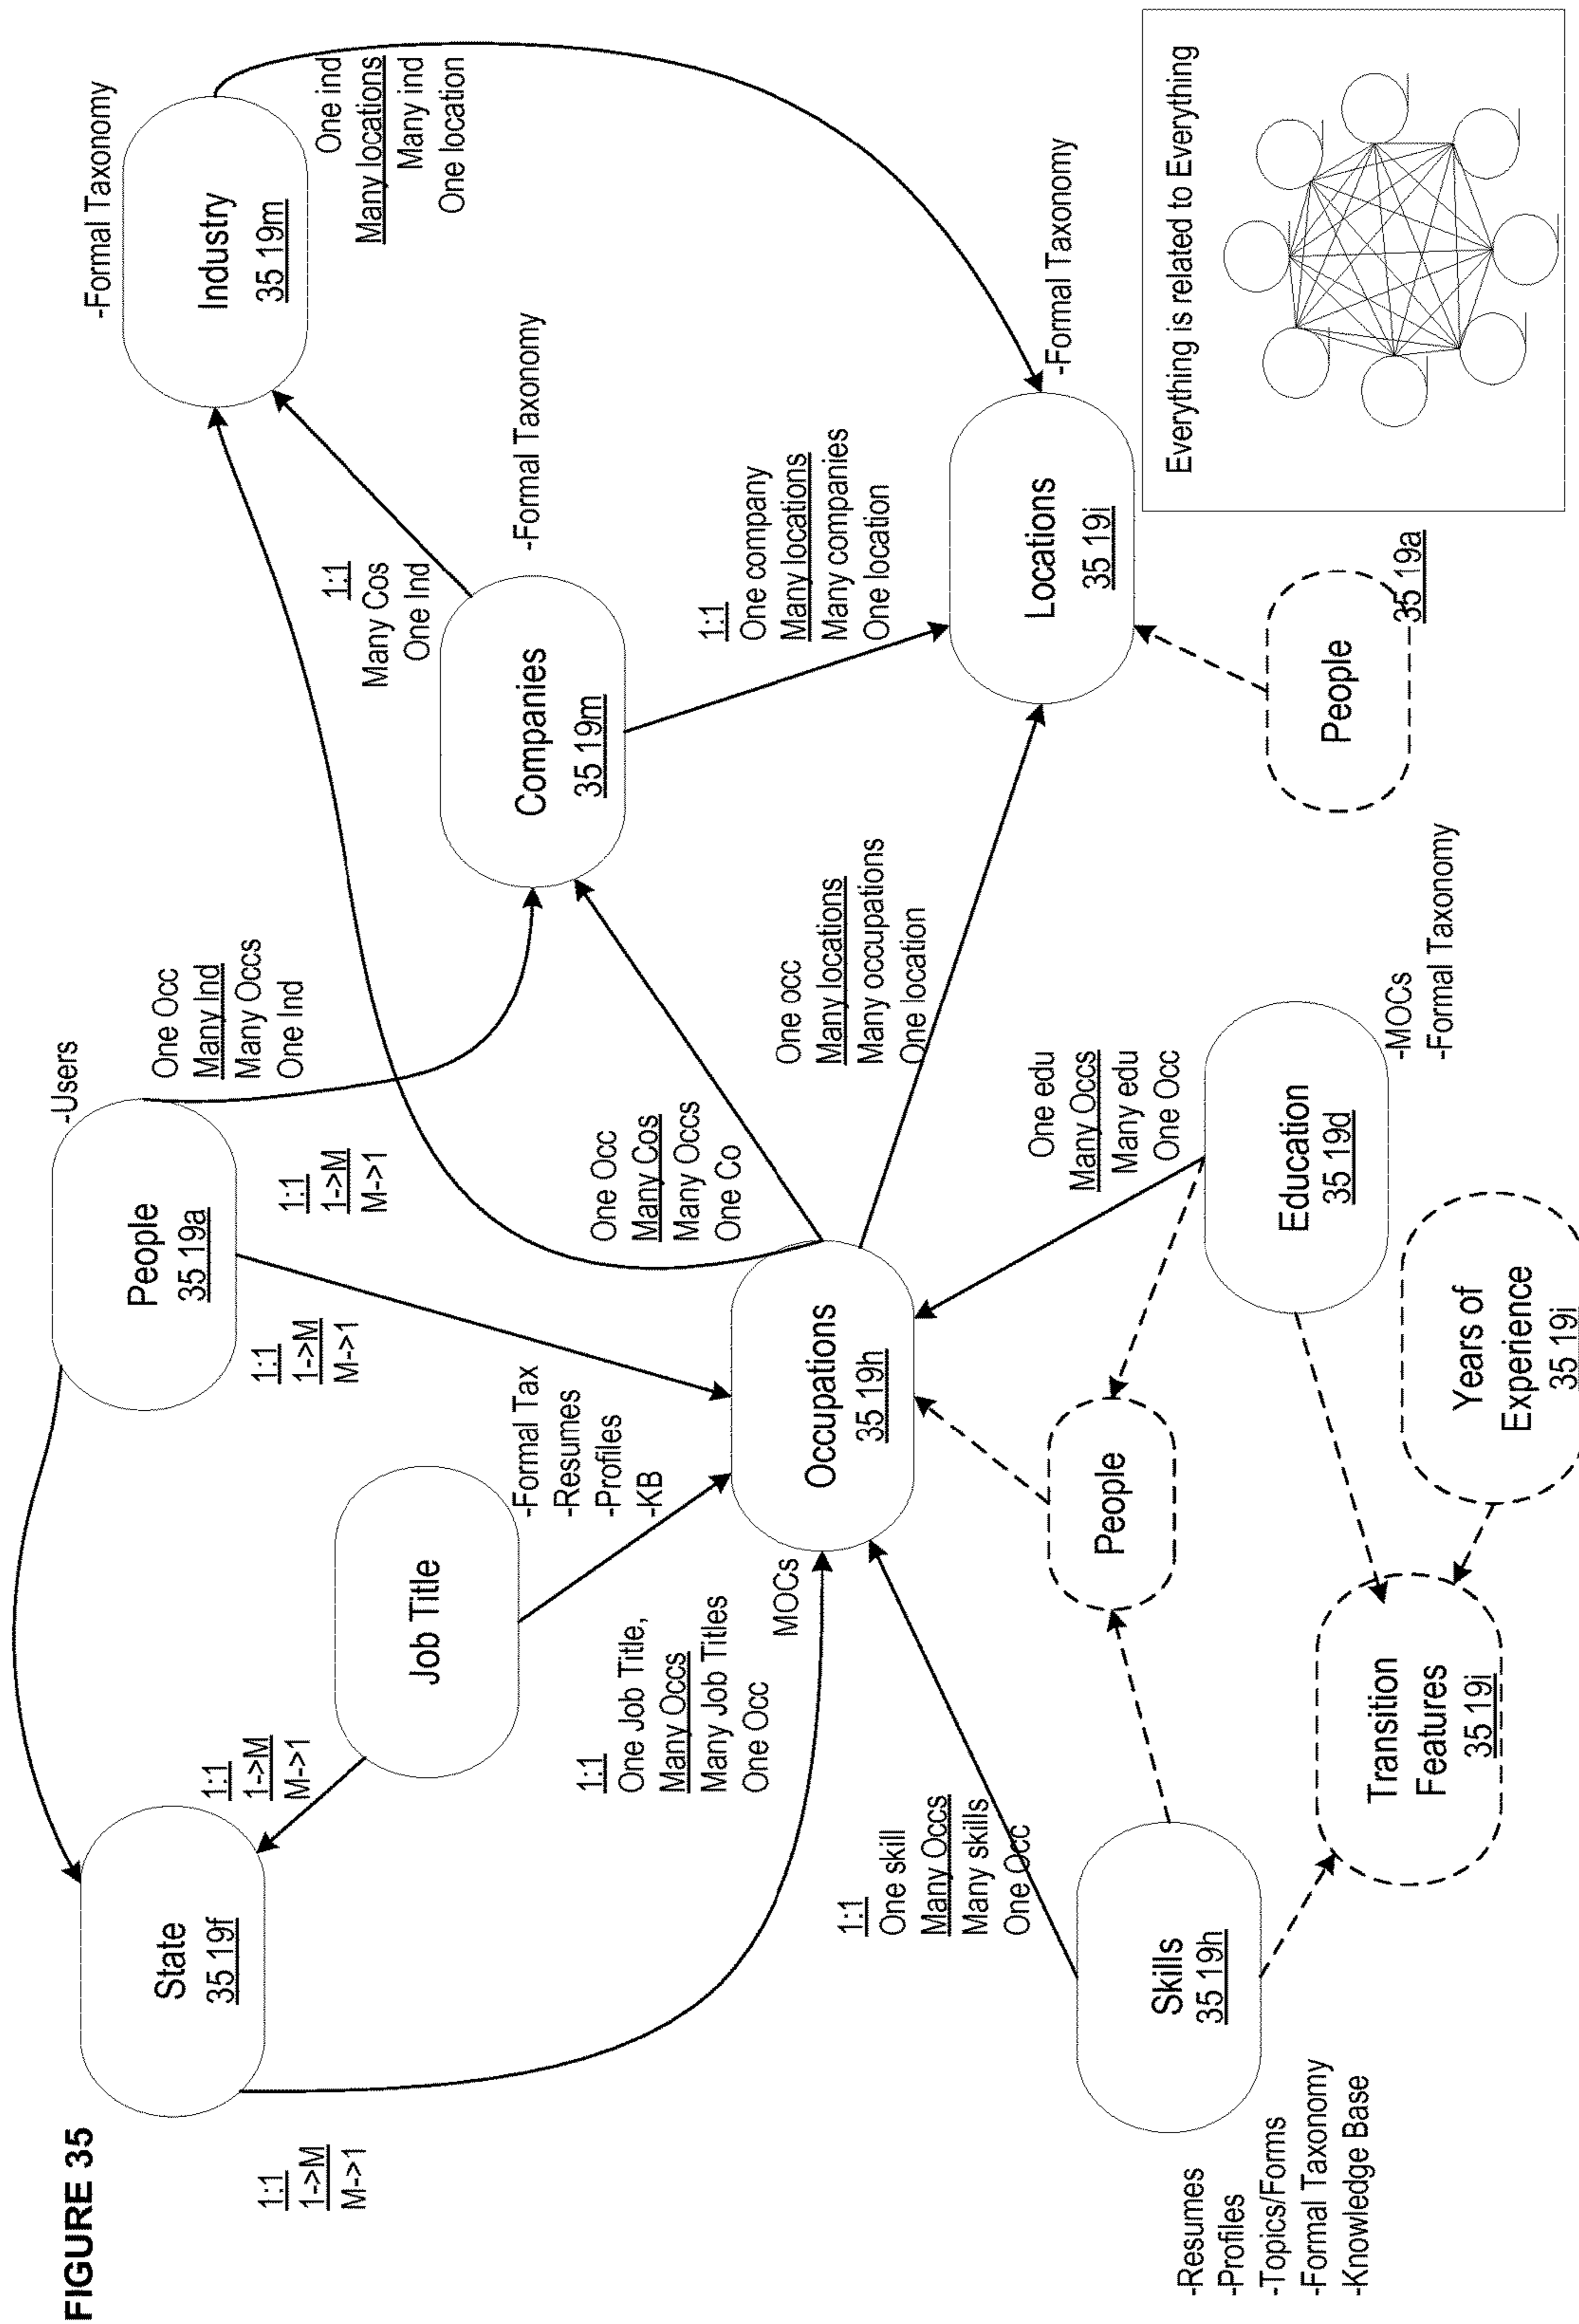 FIGURE 35
1:1
1->M
M->1
State
35 19f
1:1
1->M
M->1
Job Title
1:1
1->M
M->1
People
35 19a
-Users
1:1
1->M
M->1
One Occ
Many Ind
Many Occs
One Ind
-Formal Taxonomy
Industry
35 19m
One ind
Many locations
Many ind
One location
1:1
Many Cos
One Ind
-Formal Taxonomy
Companies
35 19m
1:1
One company
Many locations
Many companies
One location
-Formal Tax
-Resumes
-Profiles
-KB
1:1
One Job Title,
Many Occs
Many Job Titles
One Occ
MOCs
Occupations
35 19h
One Occ
Many Cos
Many Occs
One Co
One occ
Many locations
Many occupations
One location
-Formal Taxonomy
Locations
35 19i
1:1
One skill
Many Occs
Many skills
One Occ
Skills
35 19h
-Resumes
-Profiles
-Topics/Forms
-Formal Taxonomy
-Knowledge Base
People
One edu
Many Occs
Many edu
One Occ
Education
35 19d
-MOCs
-Formal Taxonomy
Transition
Features
35 19i
Years of
Experience
35 19i
People
35 19a
Everything is related to Everything